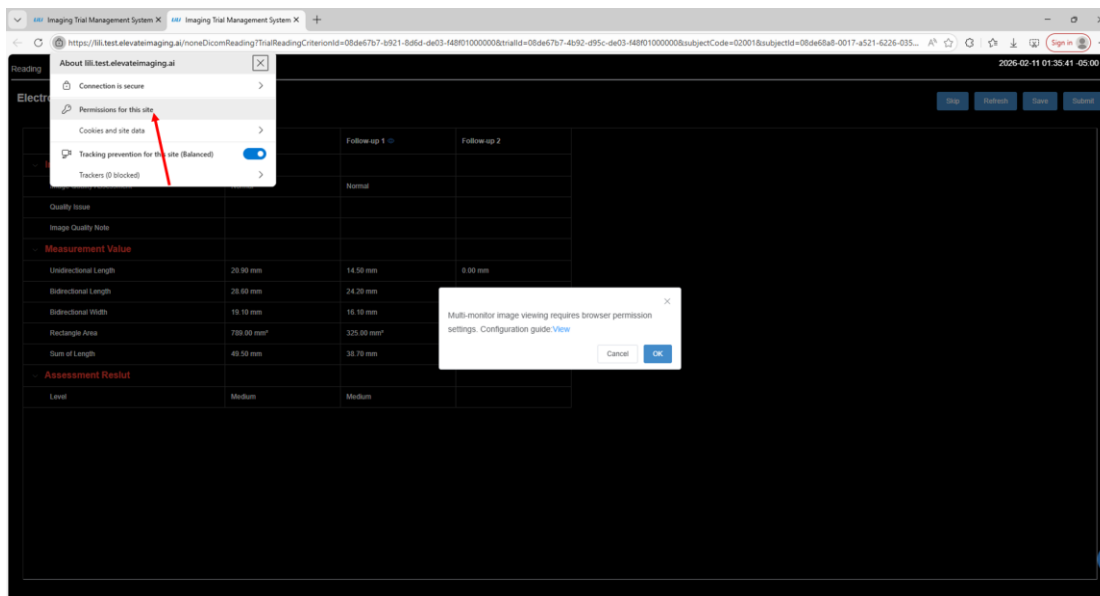 Imaging Trial Management System
Imaging Trial Management System
https://lili.test.elevateimaging.ai/noneDicomReading?TrialReadingCriterionId=08de67b7-b921-8d6d-de03-f48f01000000&trialId=08de67b7-4b92-d95c-de03-f48f01000000&subjectCode=02001&subjectId=08de68a8-0017-a521-6226-035...
Sign in
Reading
2026-02-11 01:35:41 -05:00
About lili.test.elevateimaging.ai
Connection is secure
Permissions for this site
Cookies and site data
Tracking prevention for this site (Balanced)
Trackers (0 blocked)
Electro
Skip Refresh Save Submit
Follow-up 1 Follow-up 2
Normal
Quality Issue
Image Quality Note
Measurement Value
Unidirectional Length 20.90 mm 14.50 mm 0.00 mm
Bidirectional Length 28.60 mm 24.20 mm
Bidirectional Width 19.10 mm 16.10 mm
Rectangle Area 789.00 mm² 325.00 mm²
Sum of Length 49.50 mm 38.70 mm
Assessment Reslut
Level Medium Medium
Multi-monitor image viewing requires browser permission
settings. Configuration guide:View
Cancel OK